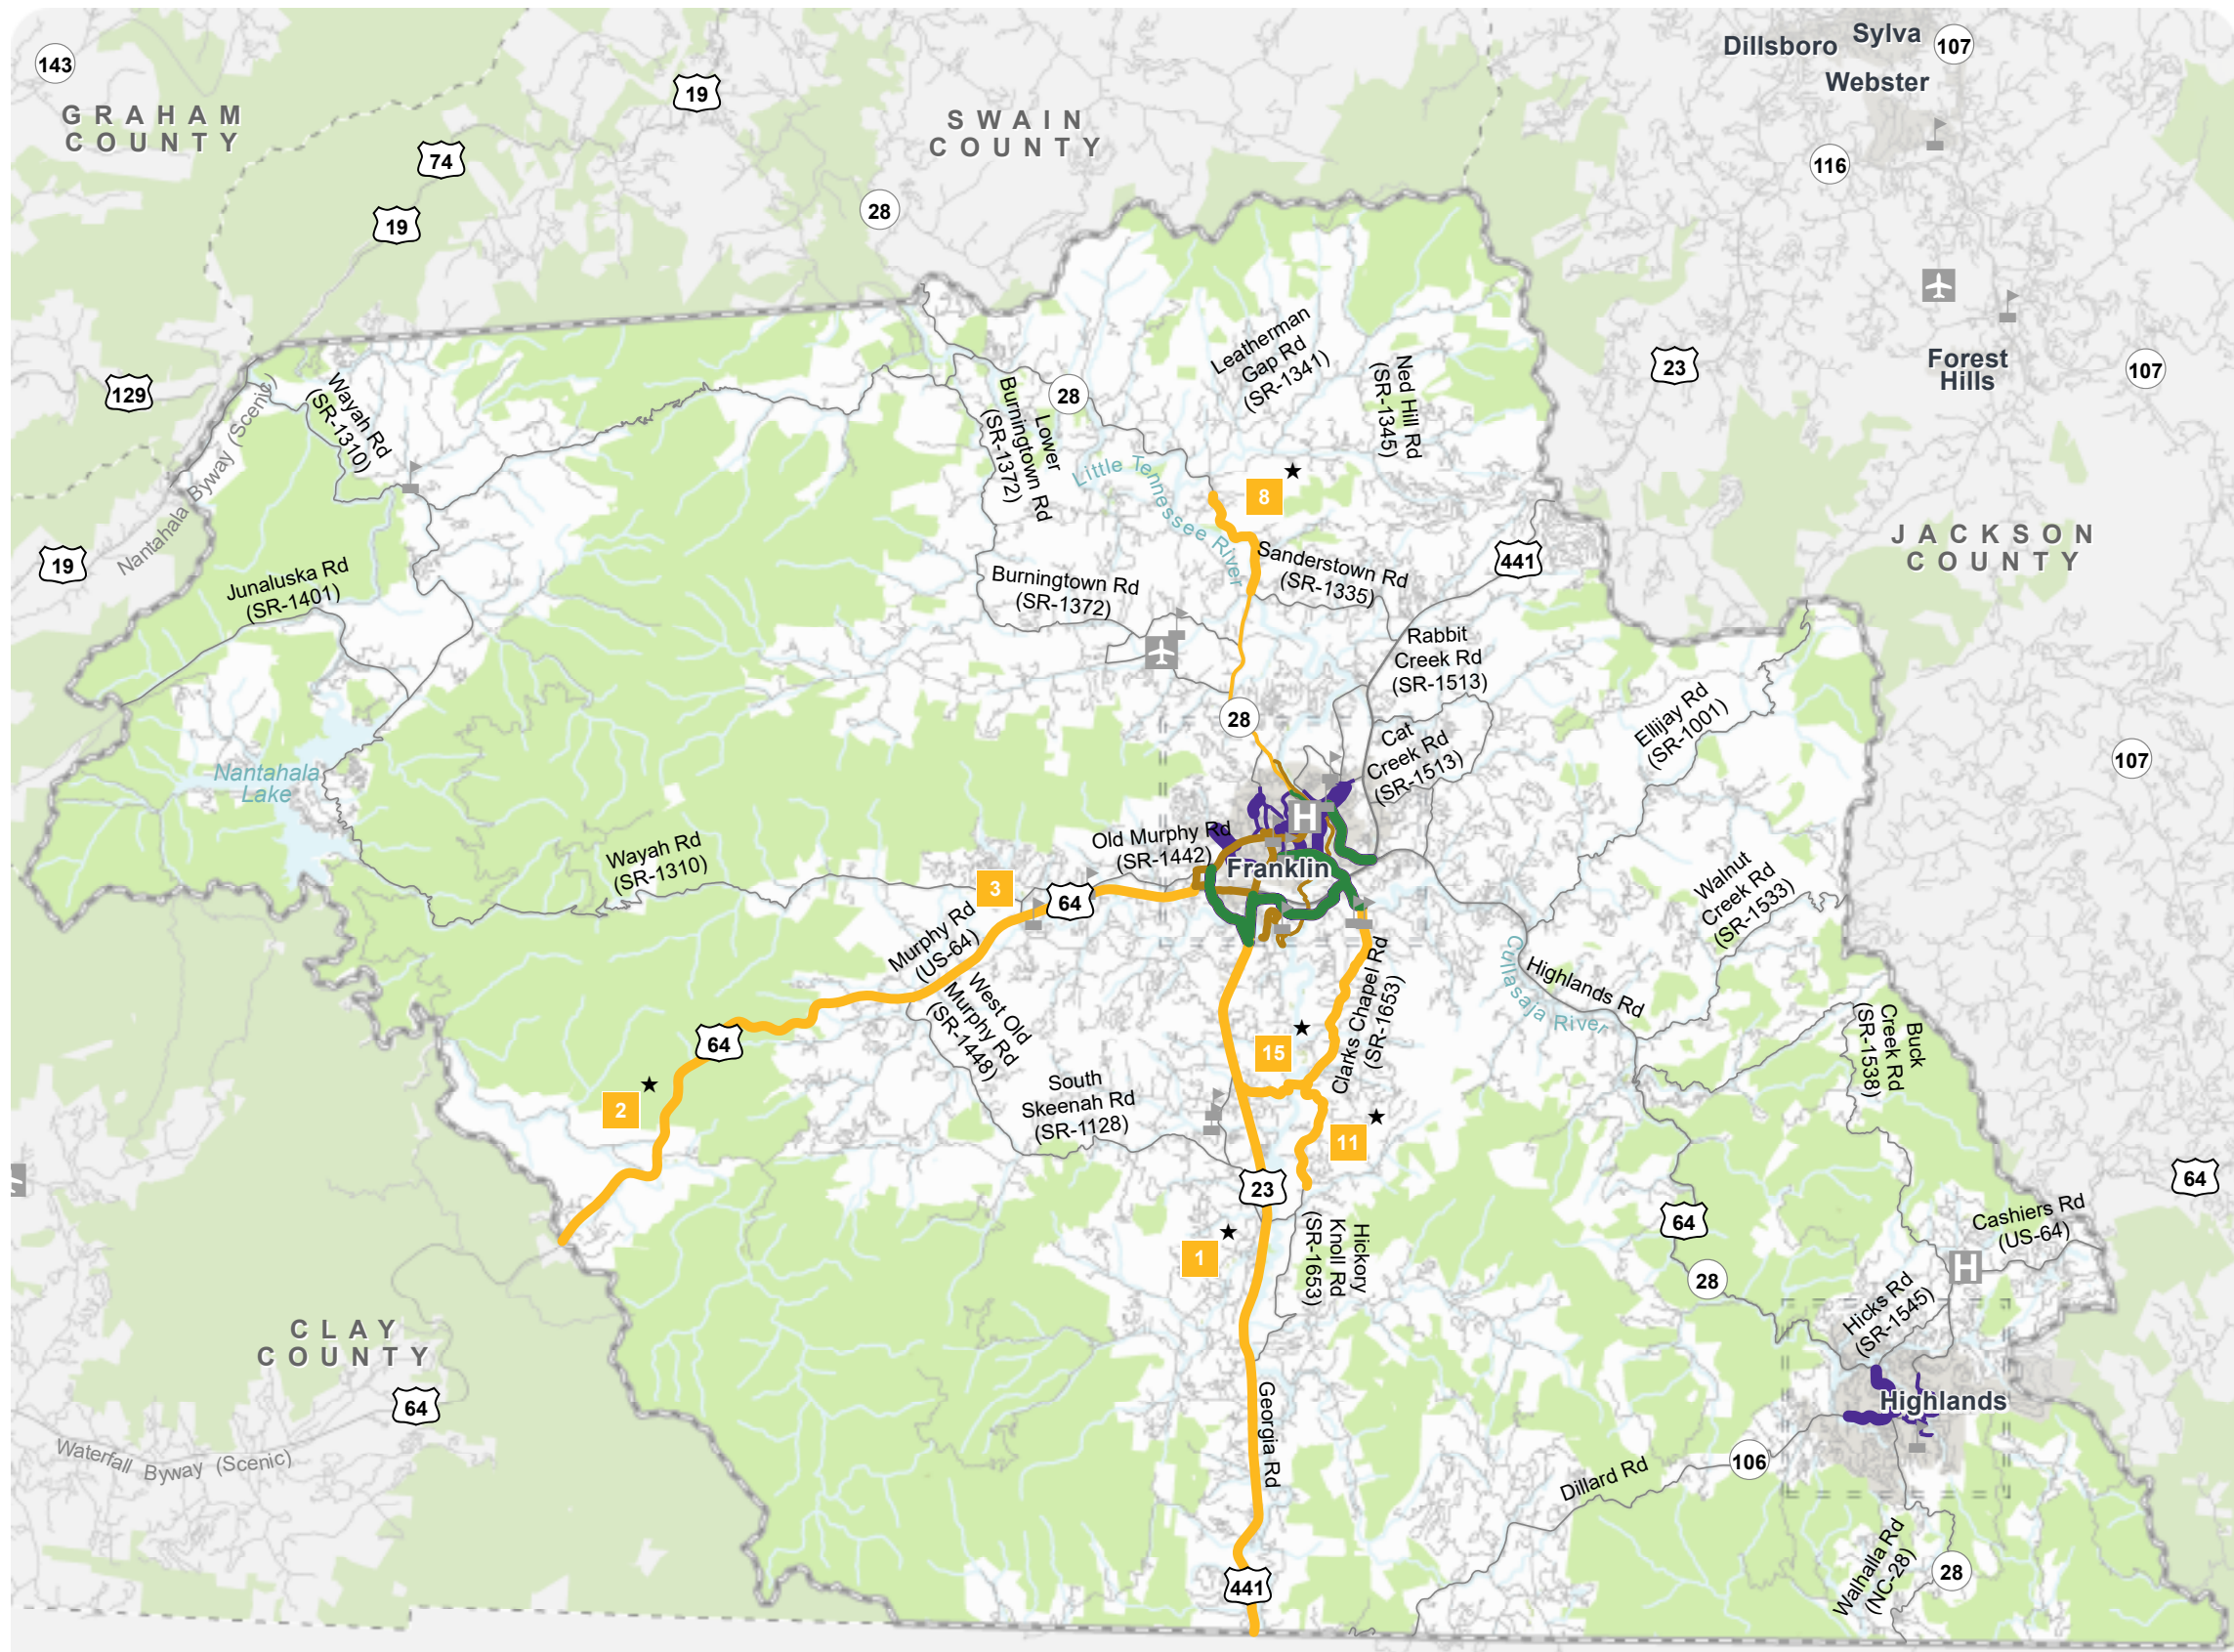 Dillsboro
Sylva
107
Webster
143
19
GRAHAM
COUNTY
SWAIN
COUNTY
74
116
28
19
Leatherman
Gap Rd
(SR-1341)
Ned Hill Rd
(SR-1345)
23
Forest
Hills
107
129
Wayah Rd
(SR-1310)
28
Lower
Burningtown Rd
(SR-1372)
Nantahala Byway (Scenic)
Little Tennessee River
8
19
JACKSON
COUNTY
441
Sanderstown Rd
(SR-1335)
Junaluska Rd
(SR-1401)
Burningtown Rd
(SR-1372)
Rabbit
Creek Rd
(SR-1513)
28
Cat
Creek Rd
(SR-1513)
Ellijay Rd
(SR-1001)
107
Nantahala
Lake
H
Wayah Rd
(SR-1310)
Old Murphy Rd
(SR-1442)
Franklin
3
64
Walnut
Creek Rd
(SR-1533)
Murphy Rd
(US-64)
West Old
Murphy Rd
(SR-1448)
Clarks Chapel Rd
(SR-1653)
Cullasaja River
Highlands Rd
Buck
Creek Rd
(SR-1538)
64
15
2
South
Skeenah Rd
(SR-1128)
11
23
64
64
Cashiers Rd
(US-64)
1
Hickory
Knoll Rd
(SR-1653)
H
28
Hicks Rd
(SR-1545)
CLAY
COUNTY
64
Highlands
Georgia Rd
Waterfall Byway (Scenic)
106
Dillard Rd
441
Walhalla Rd
(NC-28)
28